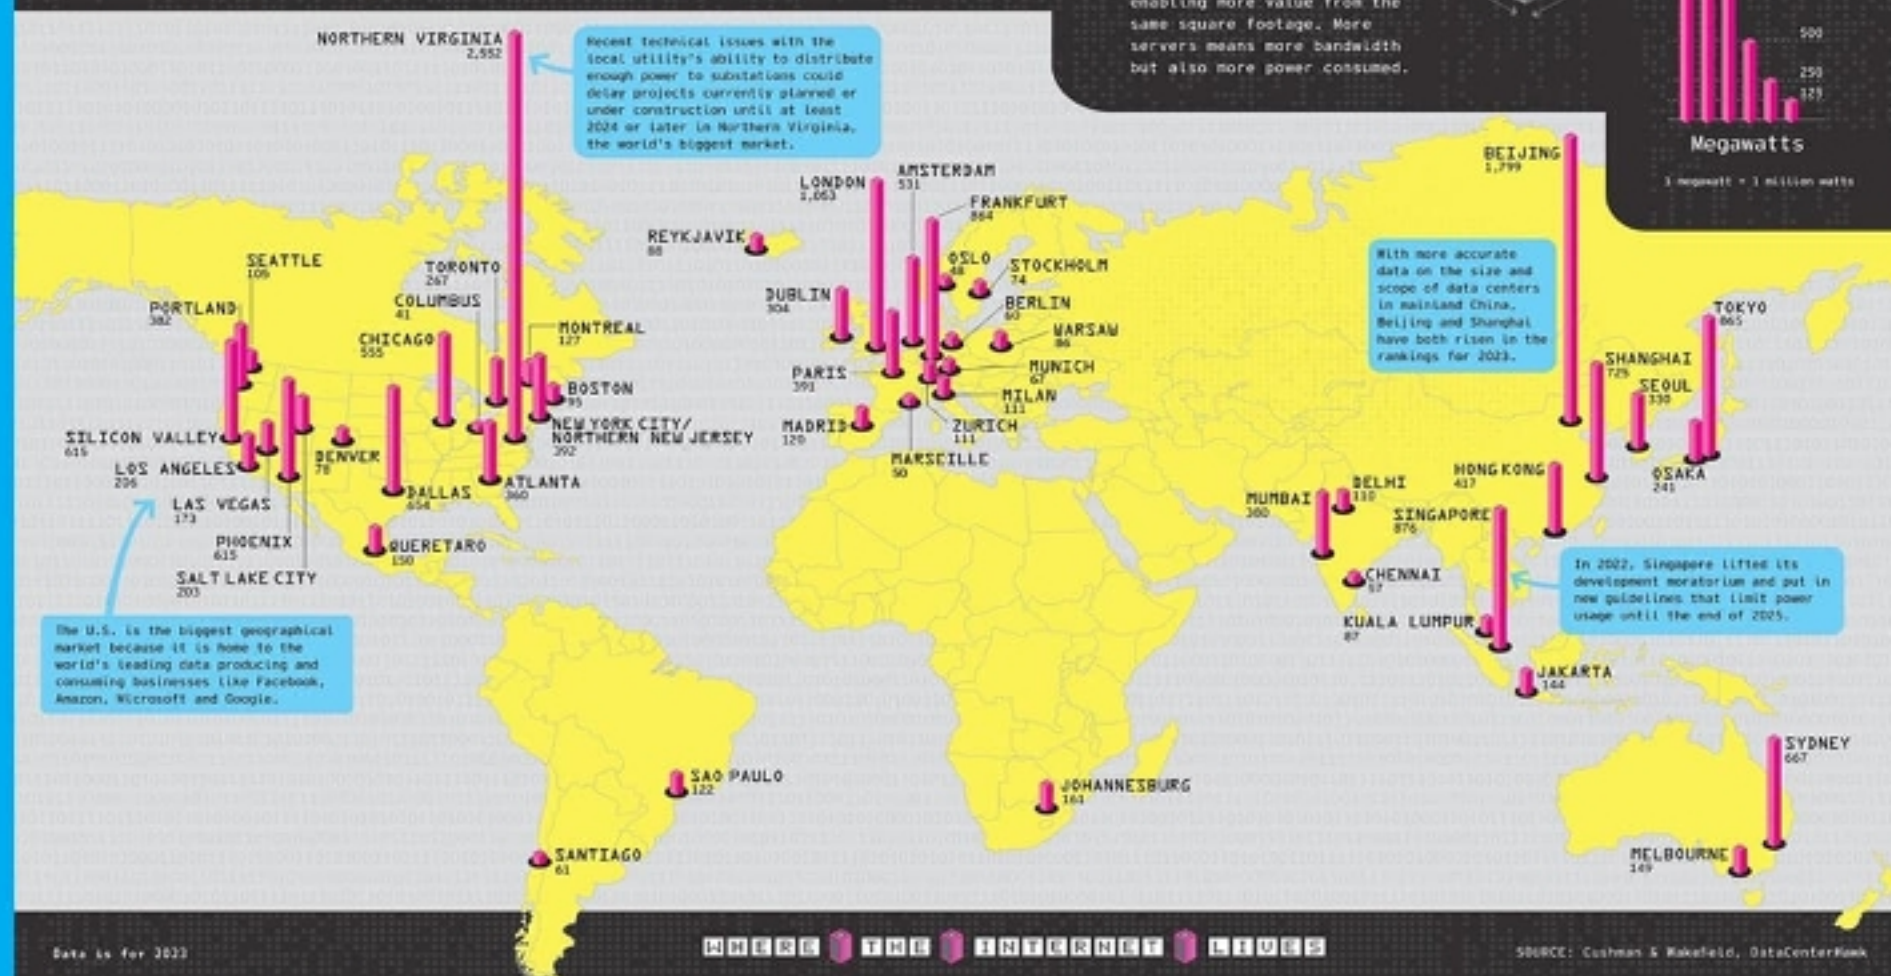 enabling more value from the
same square footage. More
servers means more bandwidth
but also more power consumed.
500
250
125
Megawatts
1 megawatt = 1 million watts
NORTHERN VIRGINIA
2,552
Recent technical issues with the
local utility's ability to distribute
enough power to substations could
delay projects currently planned or
under construction until at least
2024 or later in Northern Virginia,
the world's biggest market.
SEATTLE
PORTLAND
382
TORONTO
267
COLUMBUS
41
CHICAGO
555
MONTREAL
127
BOSTON
95
NEW YORK CITY/
NORTHERN NEW JERSEY
392
SILICON VALLEY
615
LOS ANGELES
206
LAS VEGAS
173
PHOENIX
615
SALT LAKE CITY
203
DENVER
78
DALLAS
654
ATLANTA
360
QUERETARO
150
The U.S. is the biggest geographical
market because it is home to the
world's leading data producing and
consuming businesses like Facebook,
Amazon, Microsoft and Google.
SAO PAULO
122
SANTIAGO
61
REYKJAVIK
88
LONDON
1,053
AMSTERDAM
531
FRANKFURT
864
OSLO
48
STOCKHOLM
74
DUBLIN
304
BERLIN
60
WARSAW
86
PARIS
391
MUNICH
67
MILAN
111
MADRID
120
ZURICH
111
MARSEILLE
50
JOHANNESBURG
161
BEIJING
1,799
With more accurate
data on the size and
scope of data centers
in mainland China,
Beijing and Shanghai
have both risen in the
rankings for 2023.
TOKYO
865
SHANGHAI
725
SEOUL
330
OSAKA
241
HONG KONG
417
DELHI
110
MUMBAI
380
SINGAPORE
876
CHENNAI
57
KUALA LUMPUR
87
In 2022, Singapore lifted its
development moratorium and put in
new guidelines that limit power
usage until the end of 2025.
JAKARTA
144
SYDNEY
667
MELBOURNE
149
Data is for 2023
WHERE THE INTERNET LIVES
SOURCE: Cushman & Wakefield, DataCenterHawk